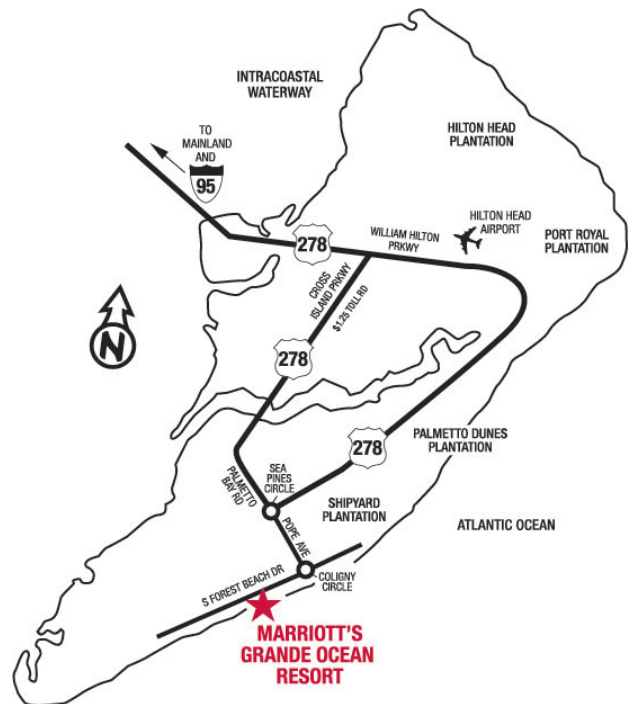 INTRACOASTAL
WATERWAY
TO
MAINLAND
AND
95
HILTON HEAD
PLANTATION
278
WILLIAM HILTON
PRKWY
HILTON HEAD
AIRPORT
PORT ROYAL
PLANTATION
CROSS
ISLAND PRKWY
$1.25 TOLL RD
N
278
278
PALMETTO DUNES
PLANTATION
PALMETTO
BAY RD
SEA
PINES
CIRCLE
SHIPYARD
PLANTATION
ATLANTIC OCEAN
POPE AVE
S FOREST BEACH DR
COLIGNY
CIRCLE
MARRIOTT'S
GRANDE OCEAN
RESORT